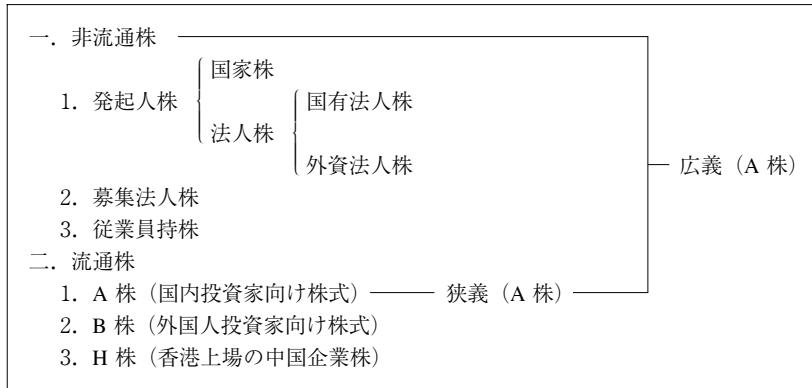 一．非流通株
国家株
1．発起人株
国有法人株
法人株
外資法人株
広義（A 株）
2．募集法人株
3．従業員持株
二．流通株
1．A 株（国内投資家向け株式）狭義（A 株）
2．B 株（外国人投資家向け株式）
3．H 株（香港上場の中国企業株）